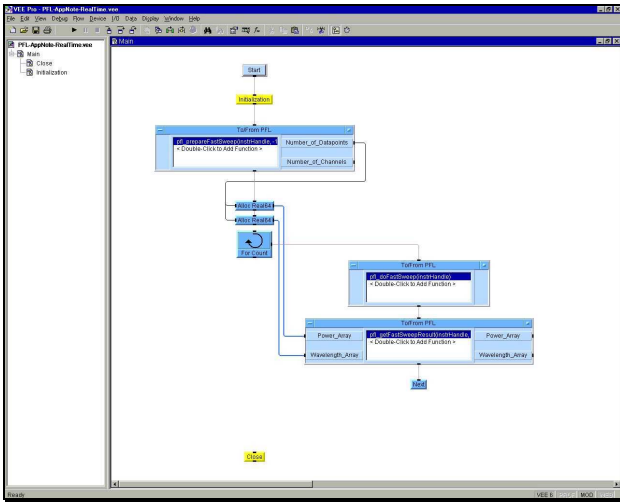 VEE Pro - PFL-AppNote-RealTime.vee
File Edit View Debug Flow Device I/O Data Display Window Help
PFL-AppNote-RealTime.vee
Main
Close
Initialization
Main
Start
Initialization
To/From PFL
pfl_prepareFastSweep(instrHandle, -1
< Double-Click to Add Function >
Number_of_Datapoints
Number_of_Channels
Alloc Real64
Alloc Real64
For Count
To/From PFL
pfl_doFastSweep(instrHandle)
< Double-Click to Add Function >
To/From PFL
Power_Array
Wavelength_Array
pfl_getFastSweepResult(instrHandle,
< Double-Click to Add Function >
Power_Array
Wavelength_Array
Next
Close
Ready
VEE 6
MOD